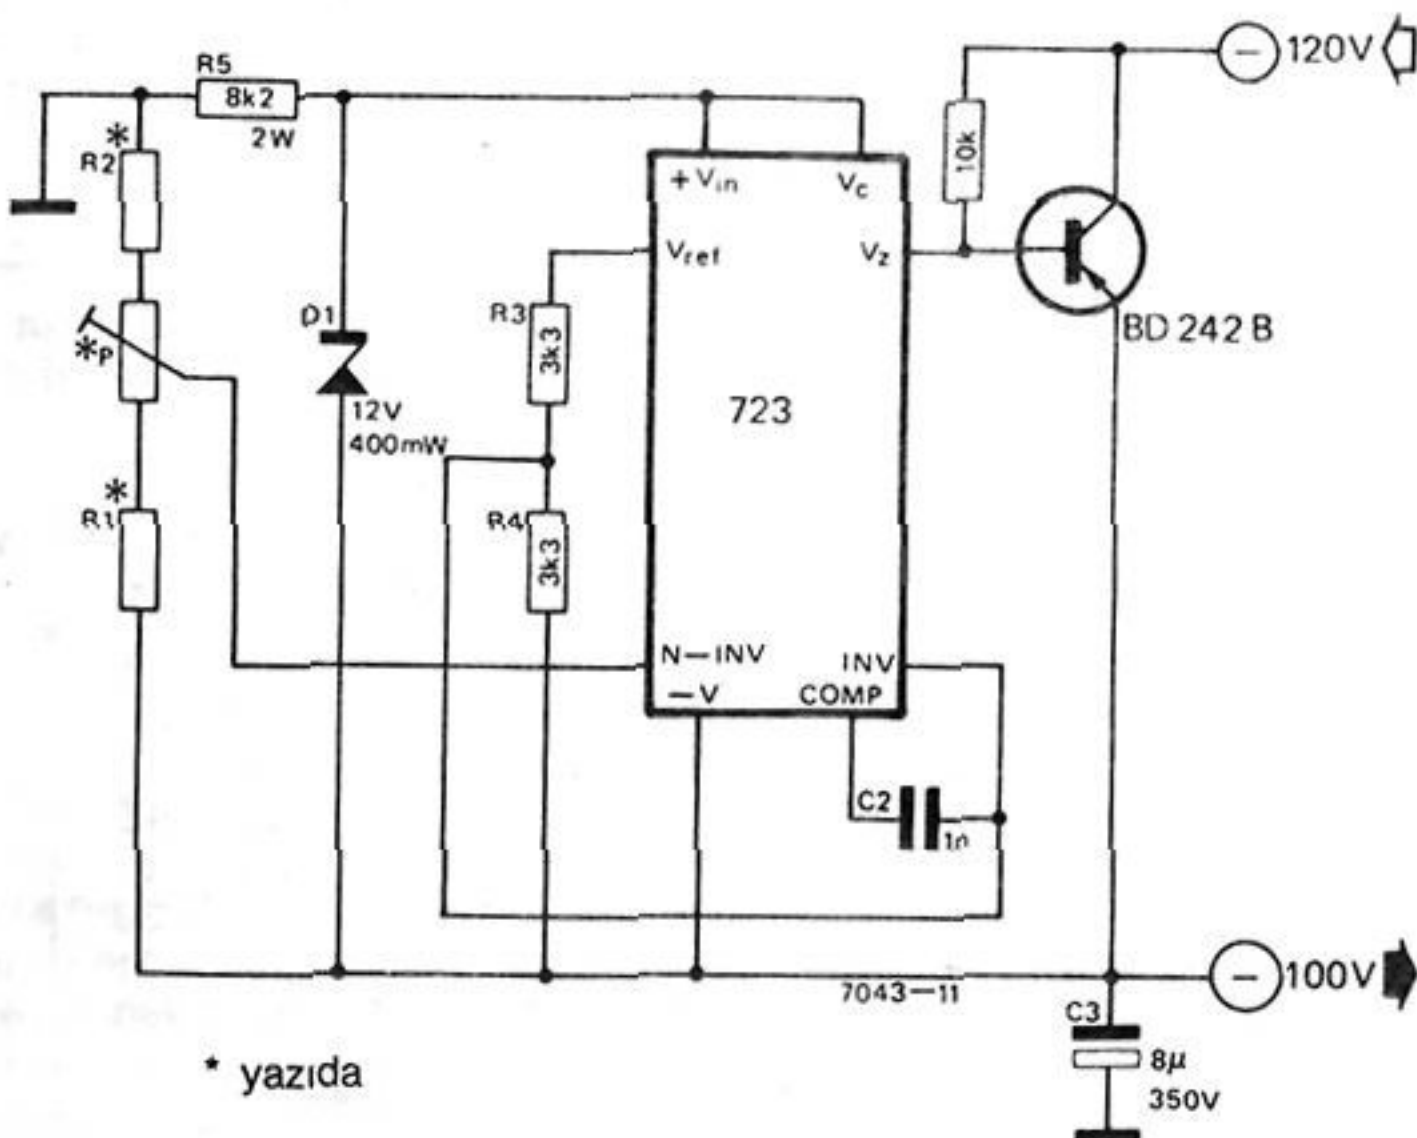 R5
8k2
2W
*
R2
*P
*
R1
D1
12V
400mW
R3
3k3
R4
3k3
+Vin
Vc
Vref
Vz
723
N-INV
INV
-V
COMP
10k
- 120V
BD 242 B
C2
1n
7043-11
- 100V
C3
8µ
350V
* yazıda